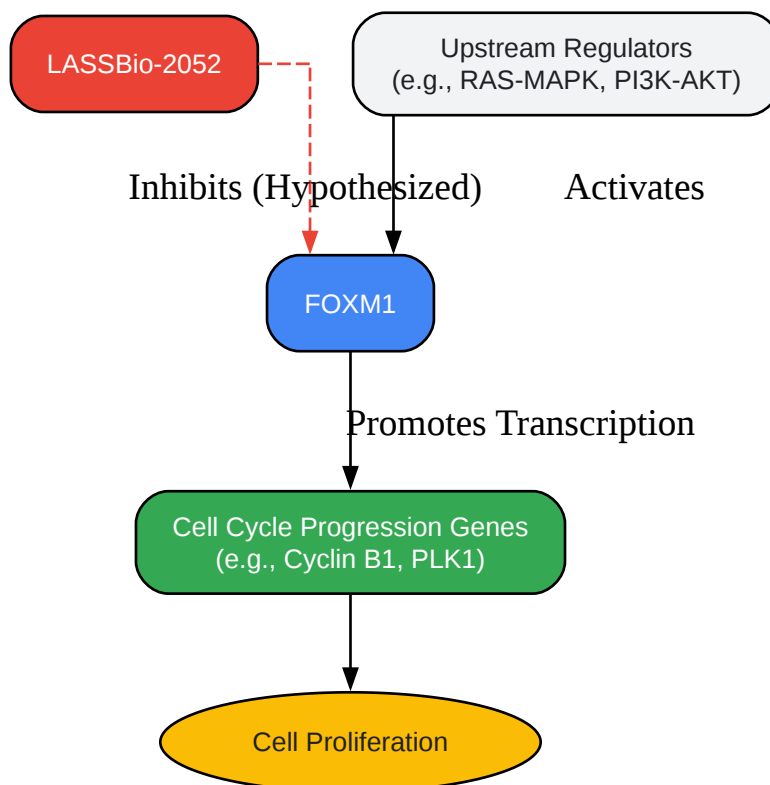 LASSBio-2052
Upstream Regulators
(e.g., RAS-MAPK, PI3K-AKT)
Inhibits (Hypothesized)
Activates
FOXM1
Promotes Transcription
Cell Cycle Progression Genes
(e.g., Cyclin B1, PLK1)
Cell Proliferation